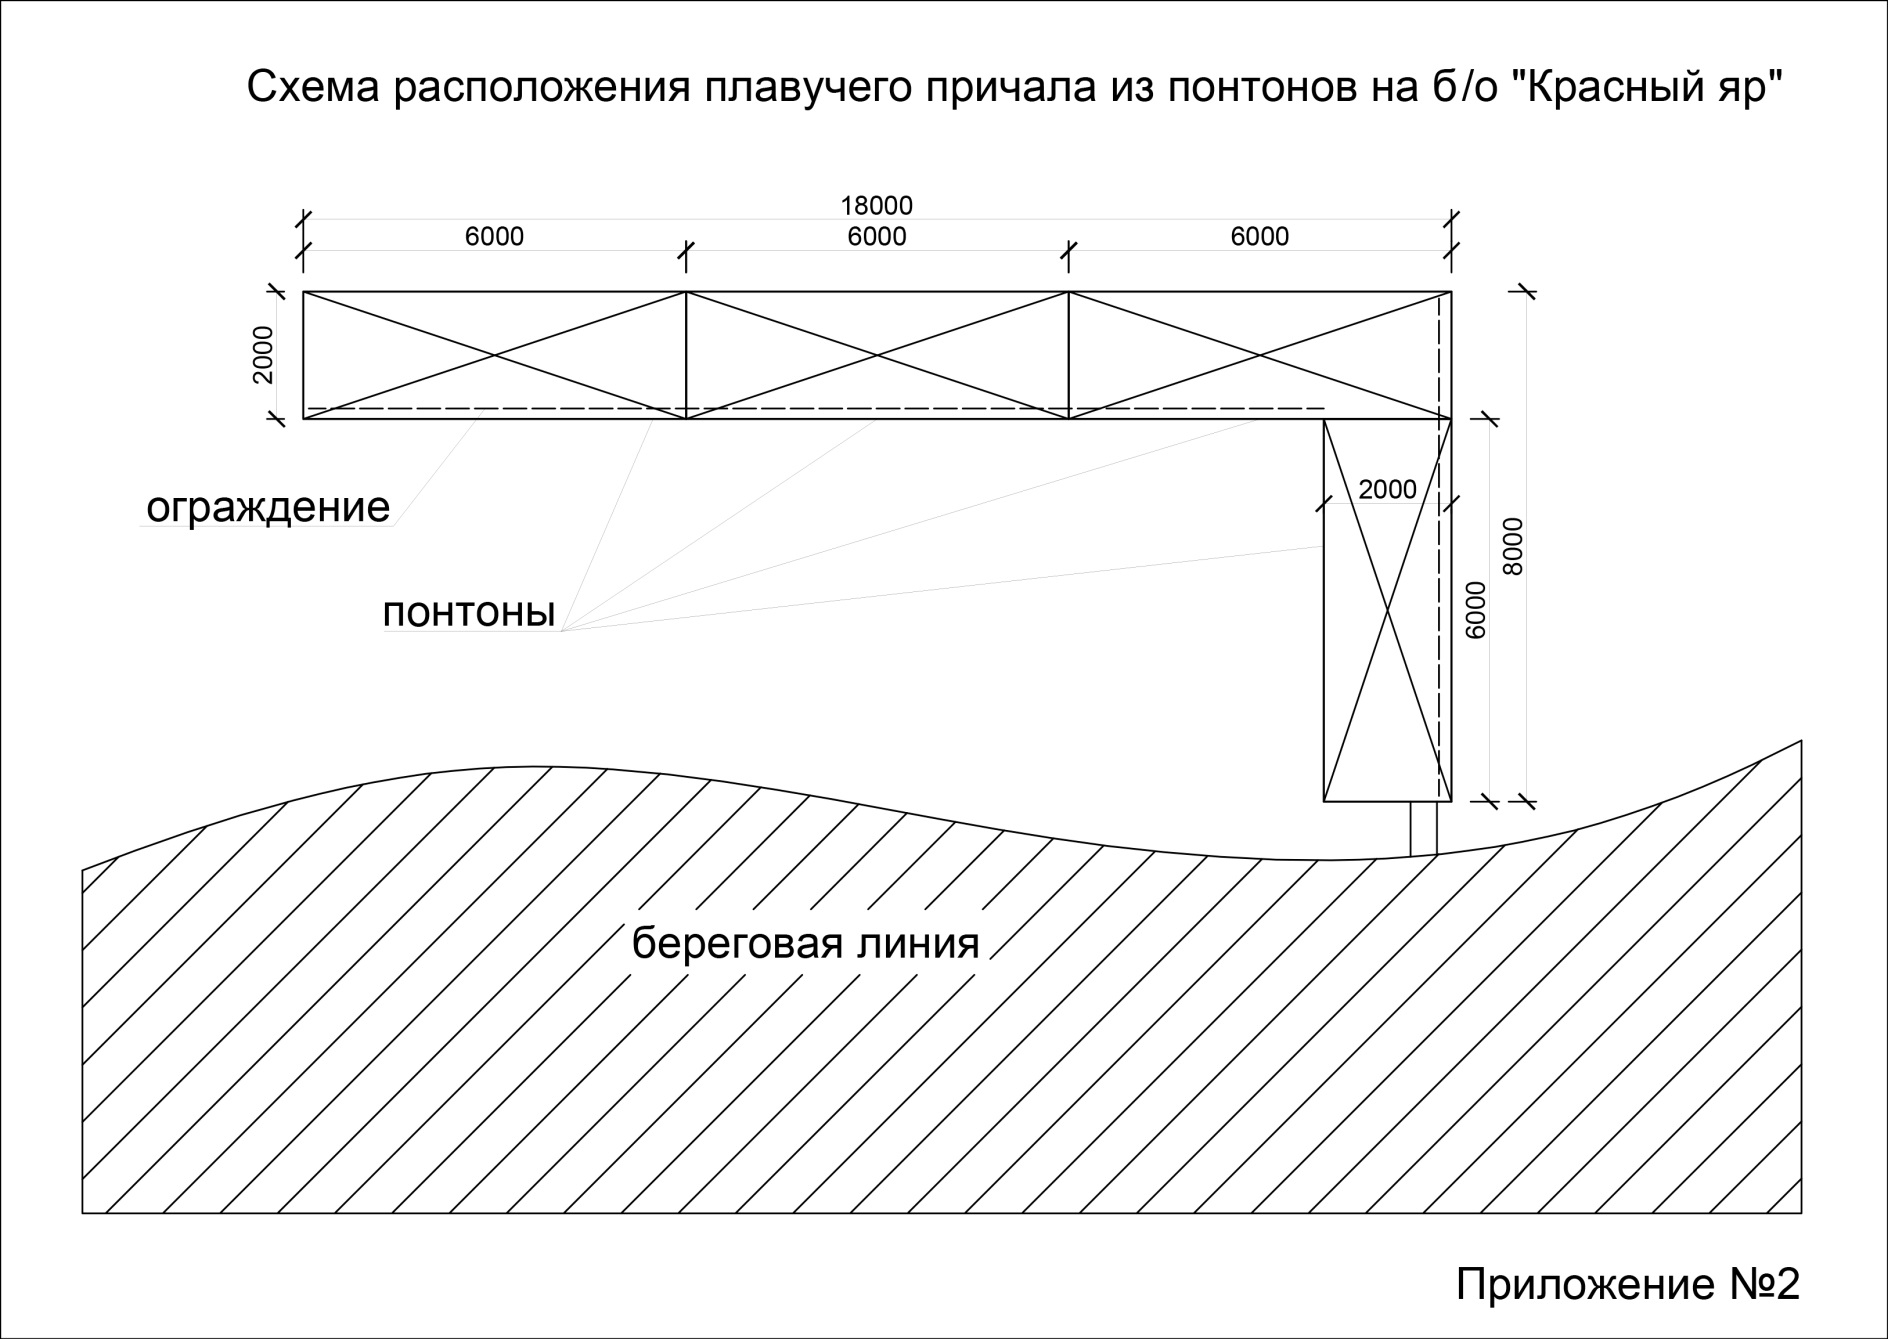 Схема расположения плавучего причала из понтонов на б/о "Красный яр"
18000
6000 6000 6000
2000
ограждение
2000
8000
6000
понтоны
береговая линия
Приложение №2